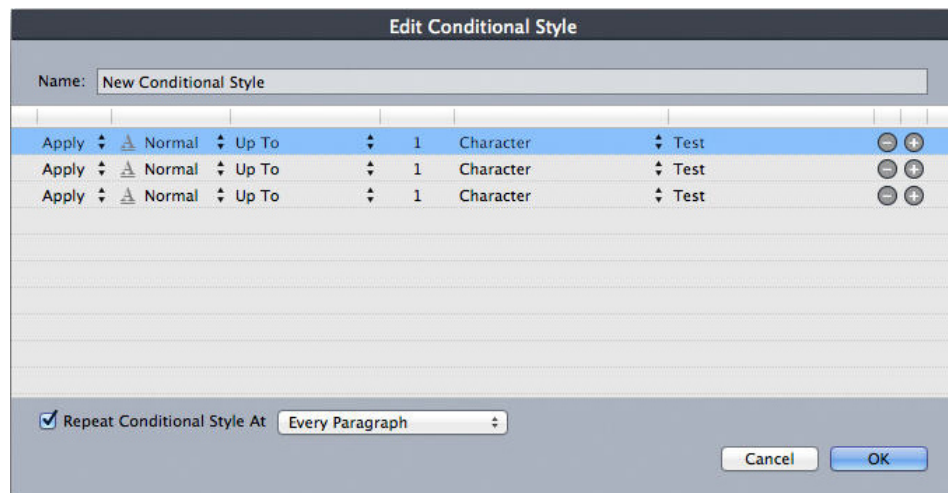 Edit Conditional Style
Name: New Conditional Style
Apply A Normal Up To 1 Character Test
Apply A Normal Up To 1 Character Test
Apply A Normal Up To 1 Character Test
Repeat Conditional Style At Every Paragraph
Cancel OK